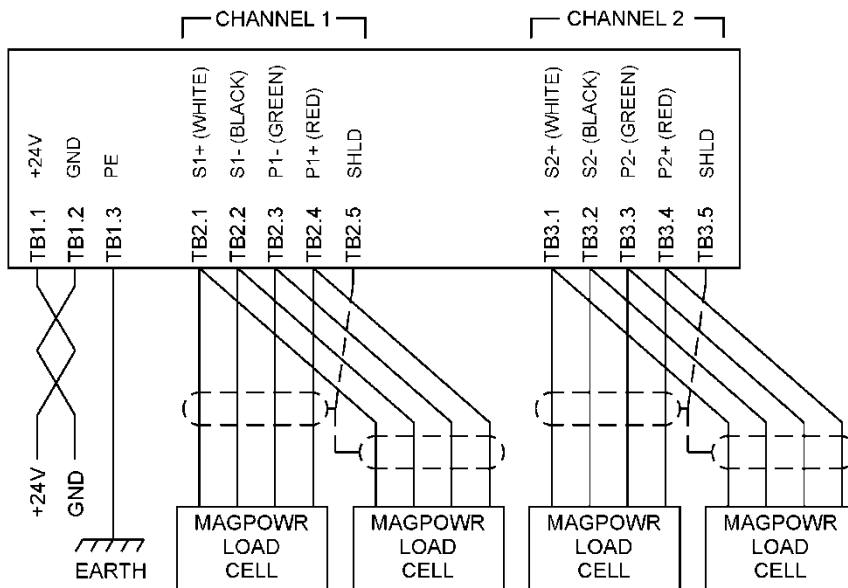 CHANNEL 1
CHANNEL 2
+24V
GND
PE
S1+ (WHITE)
S1- (BLACK)
P1- (GREEN)
P1+ (RED)
SHLD
S2+ (WHITE)
S2- (BLACK)
P2- (GREEN)
P2+ (RED)
SHLD
TB1.1
TB1.2
TB1.3
TB2.1
TB2.2
TB2.3
TB2.4
TB2.5
TB3.1
TB3.2
TB3.3
TB3.4
TB3.5
+24V
GND
EARTH
MAGPOWR
LOAD
CELL
MAGPOWR
LOAD
CELL
MAGPOWR
LOAD
CELL
MAGPOWR
LOAD
CELL